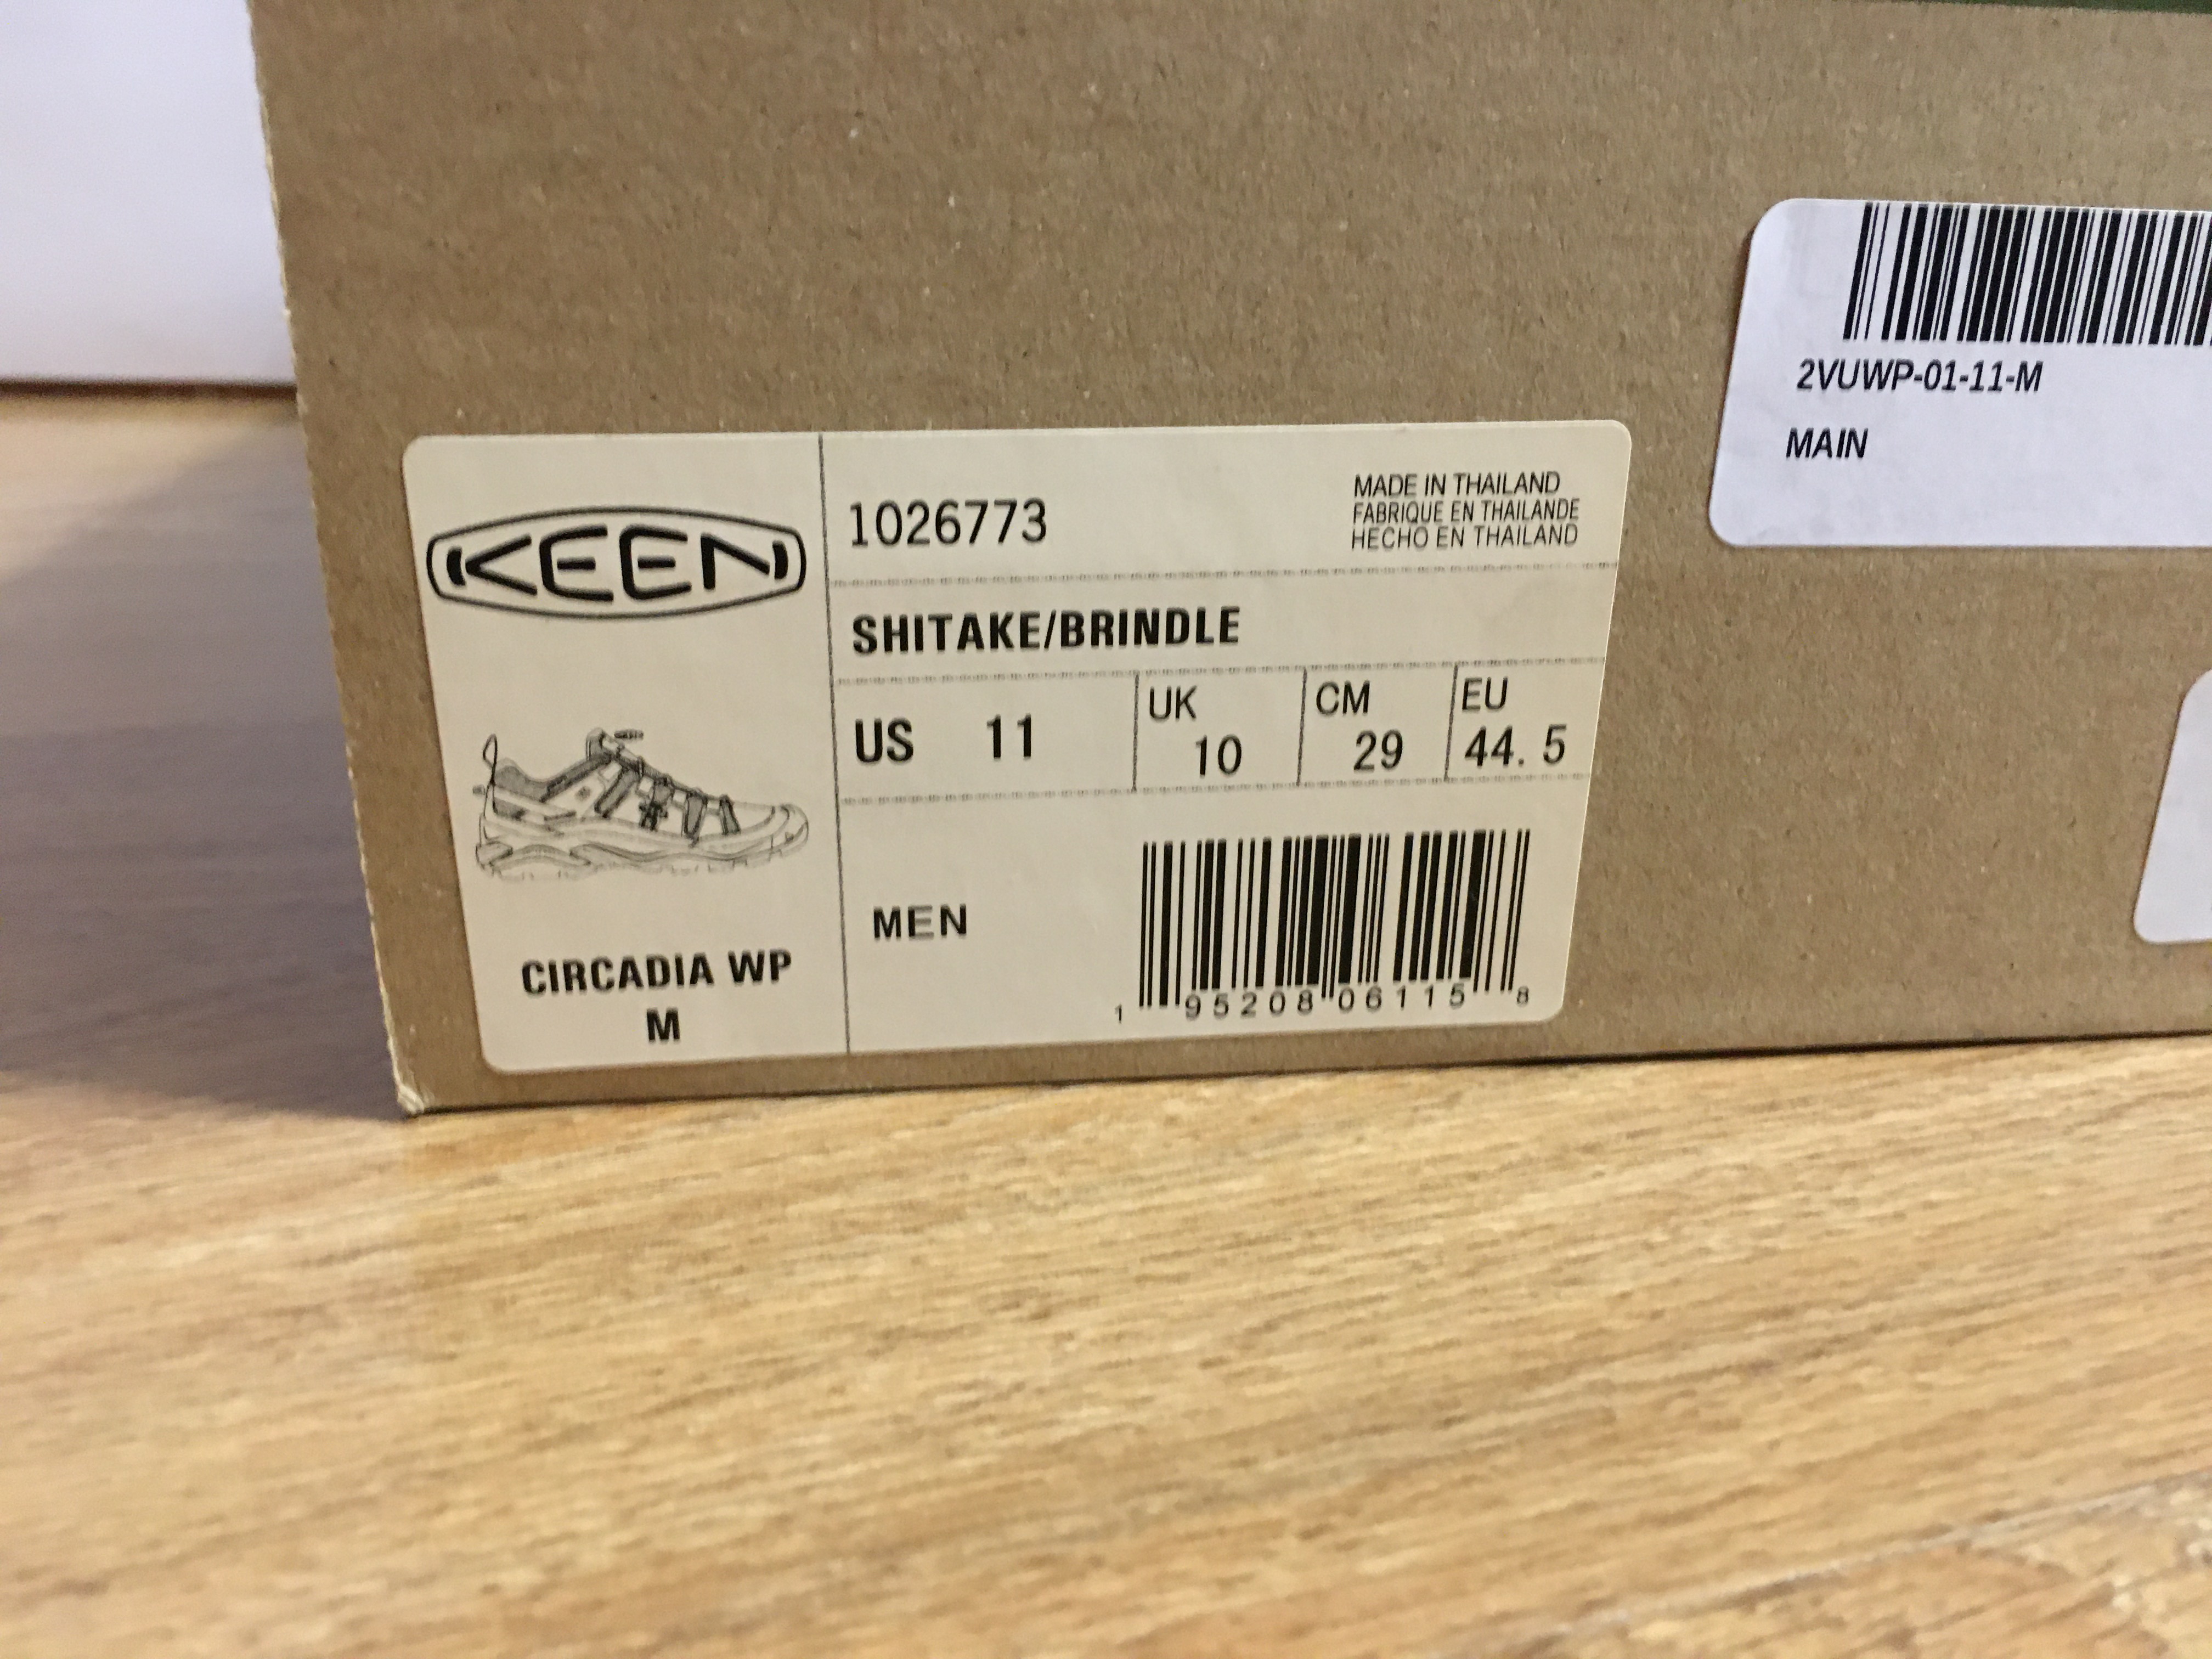 2VUWP-01-11-M
MAIN
KEEN
1026773
MADE IN THAILAND
FABRIQUE EN THAILANDE
HECHO EN THAILAND
SHITAKE/BRINDLE
US 11
UK 10
CM 29
EU 44. 5
MEN
CIRCADIA WP
M
1 95208 06115 8